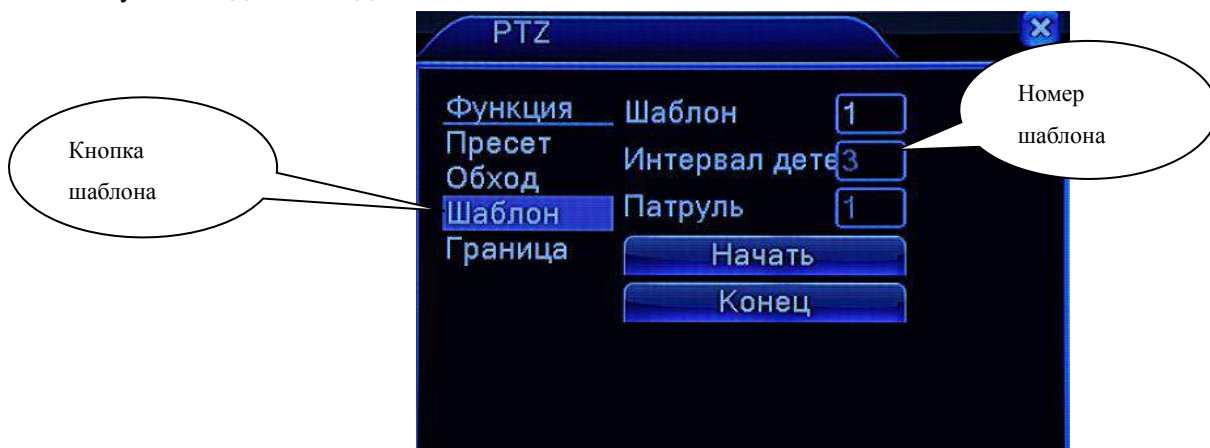 PTZ
Функция
Пресет
Обход
Шаблон
Граница
Шаблон 1
Интервал дете 3
Патруль 1
Начать
Конец
Кнопка
шаблона
Номер
шаблона